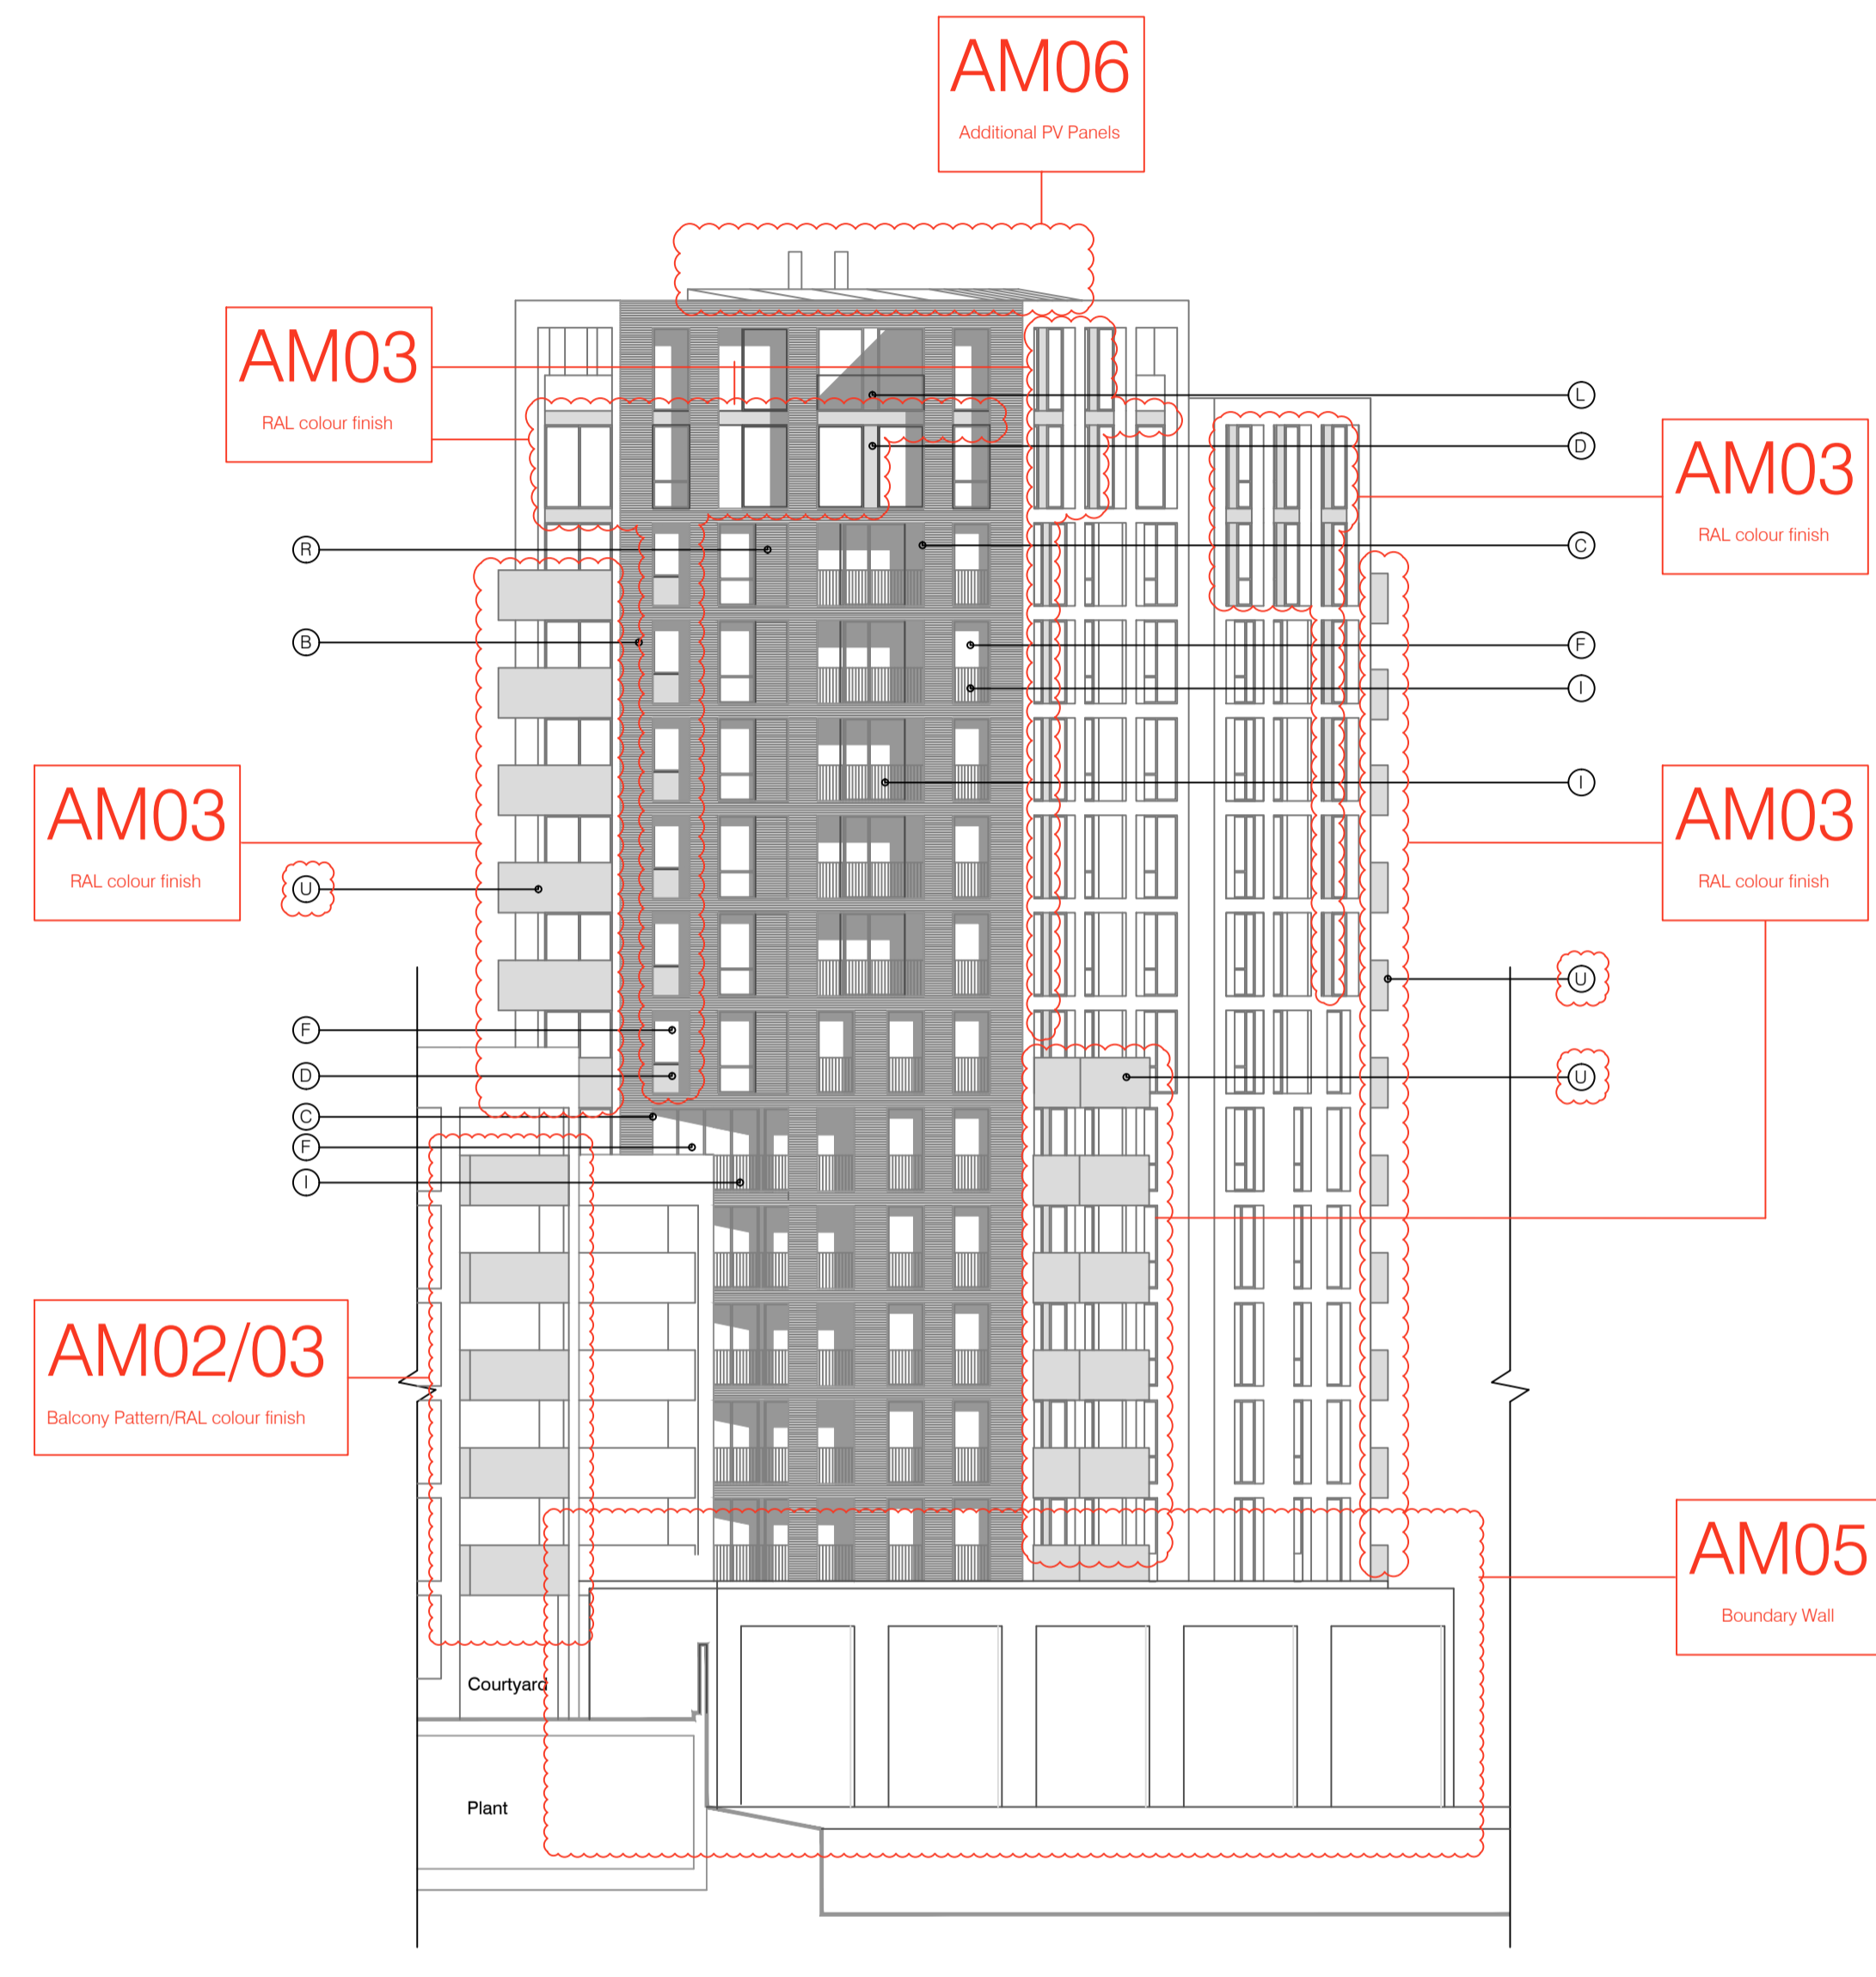 AM06
Additional PV Panels
AM03
RAL colour finish
L
AM03
RAL colour finish
D
R
C
B
F
I
AM03
RAL colour finish
I
AM03
RAL colour finish
U
U
F
D
U
C
F
I
AM02/03
Balcony Pattern/RAL colour finish
AM05
Boundary Wall
Courtyard
Plant